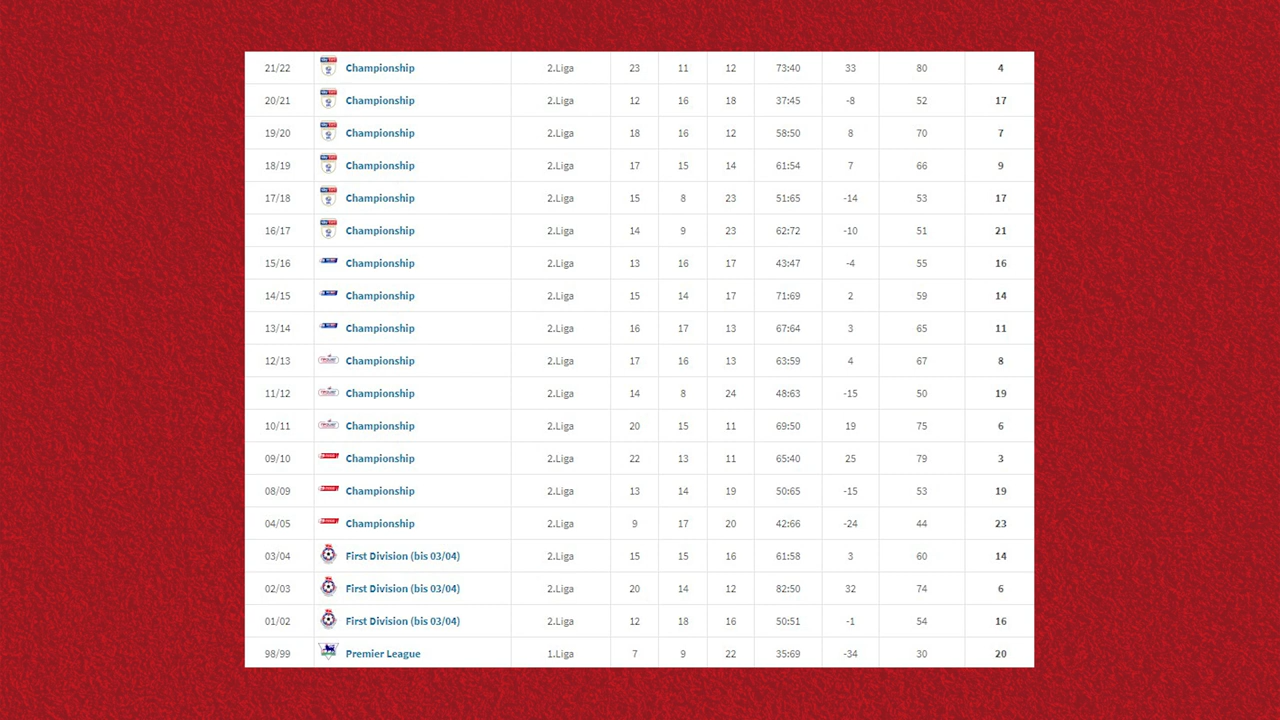 21/22 Championship 2.Liga 23 11 12 73:40 33 80 4
20/21 Championship 2.Liga 12 16 18 37:45 -8 52 17
19/20 Championship 2.Liga 18 16 12 58:50 8 70 7
18/19 Championship 2.Liga 17 15 14 61:54 7 66 9
17/18 Championship 2.Liga 15 8 23 51:65 -14 53 17
16/17 Championship 2.Liga 14 9 23 62:72 -10 51 21
15/16 Championship 2.Liga 13 16 17 43:47 -4 55 16
14/15 Championship 2.Liga 15 14 17 71:69 2 59 14
13/14 Championship 2.Liga 16 17 13 67:64 3 65 11
12/13 Championship 2.Liga 17 16 13 63:59 4 67 8
11/12 Championship 2.Liga 14 8 24 48:63 -15 50 19
10/11 Championship 2.Liga 20 15 11 69:50 19 75 6
09/10 Championship 2.Liga 22 13 11 65:40 25 79 3
08/09 Championship 2.Liga 13 14 19 50:65 -15 53 19
04/05 Championship 2.Liga 9 17 20 42:66 -24 44 23
03/04 First Division (bis 03/04) 2.Liga 15 15 16 61:58 3 60 14
02/03 First Division (bis 03/04) 2.Liga 20 14 12 82:50 32 74 6
01/02 First Division (bis 03/04) 2.Liga 12 18 16 50:51 -1 54 16
98/99 Premier League 1.Liga 7 9 22 35:69 -34 30 20